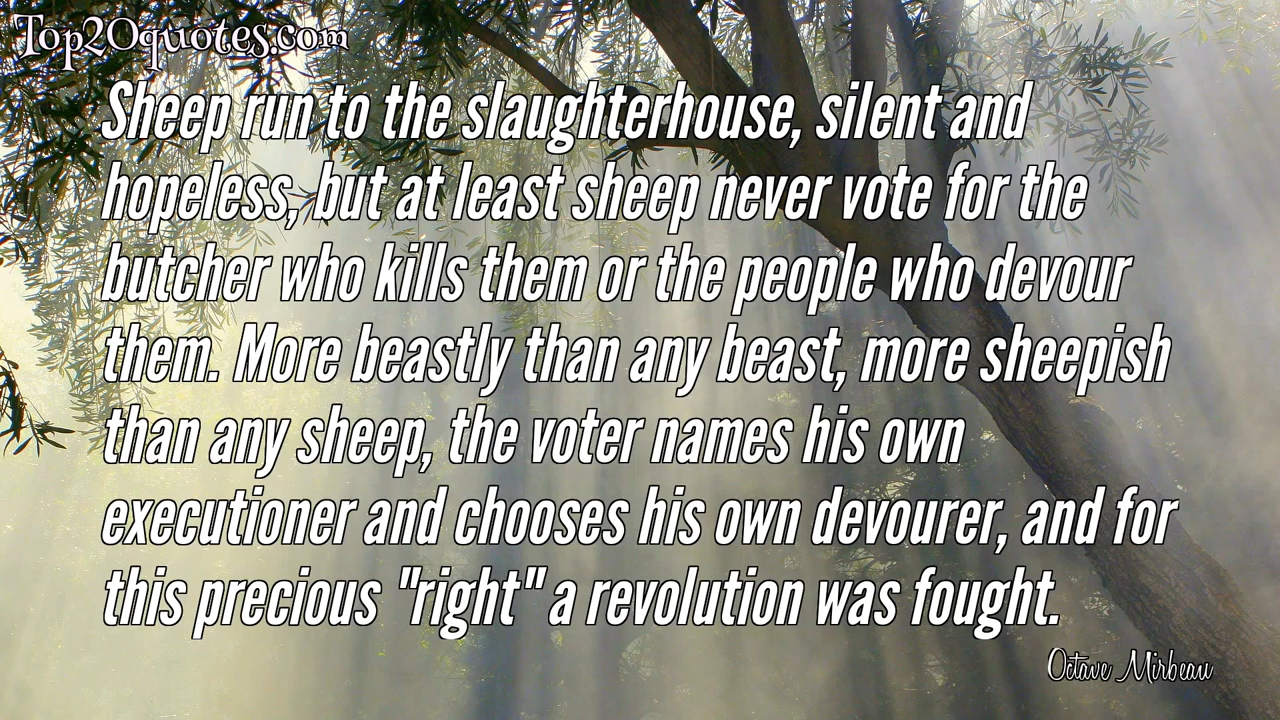 Top20quotes.com
Sheep run to the slaughterhouse, silent and
hopeless, but at least sheep never vote for the
butcher who kills them or the people who devour
them. More beastly than any beast, more sheepish
than any sheep, the voter names his own
executioner and chooses his own devourer, and for
this precious "right" a revolution was fought.
Octave Mirbeau